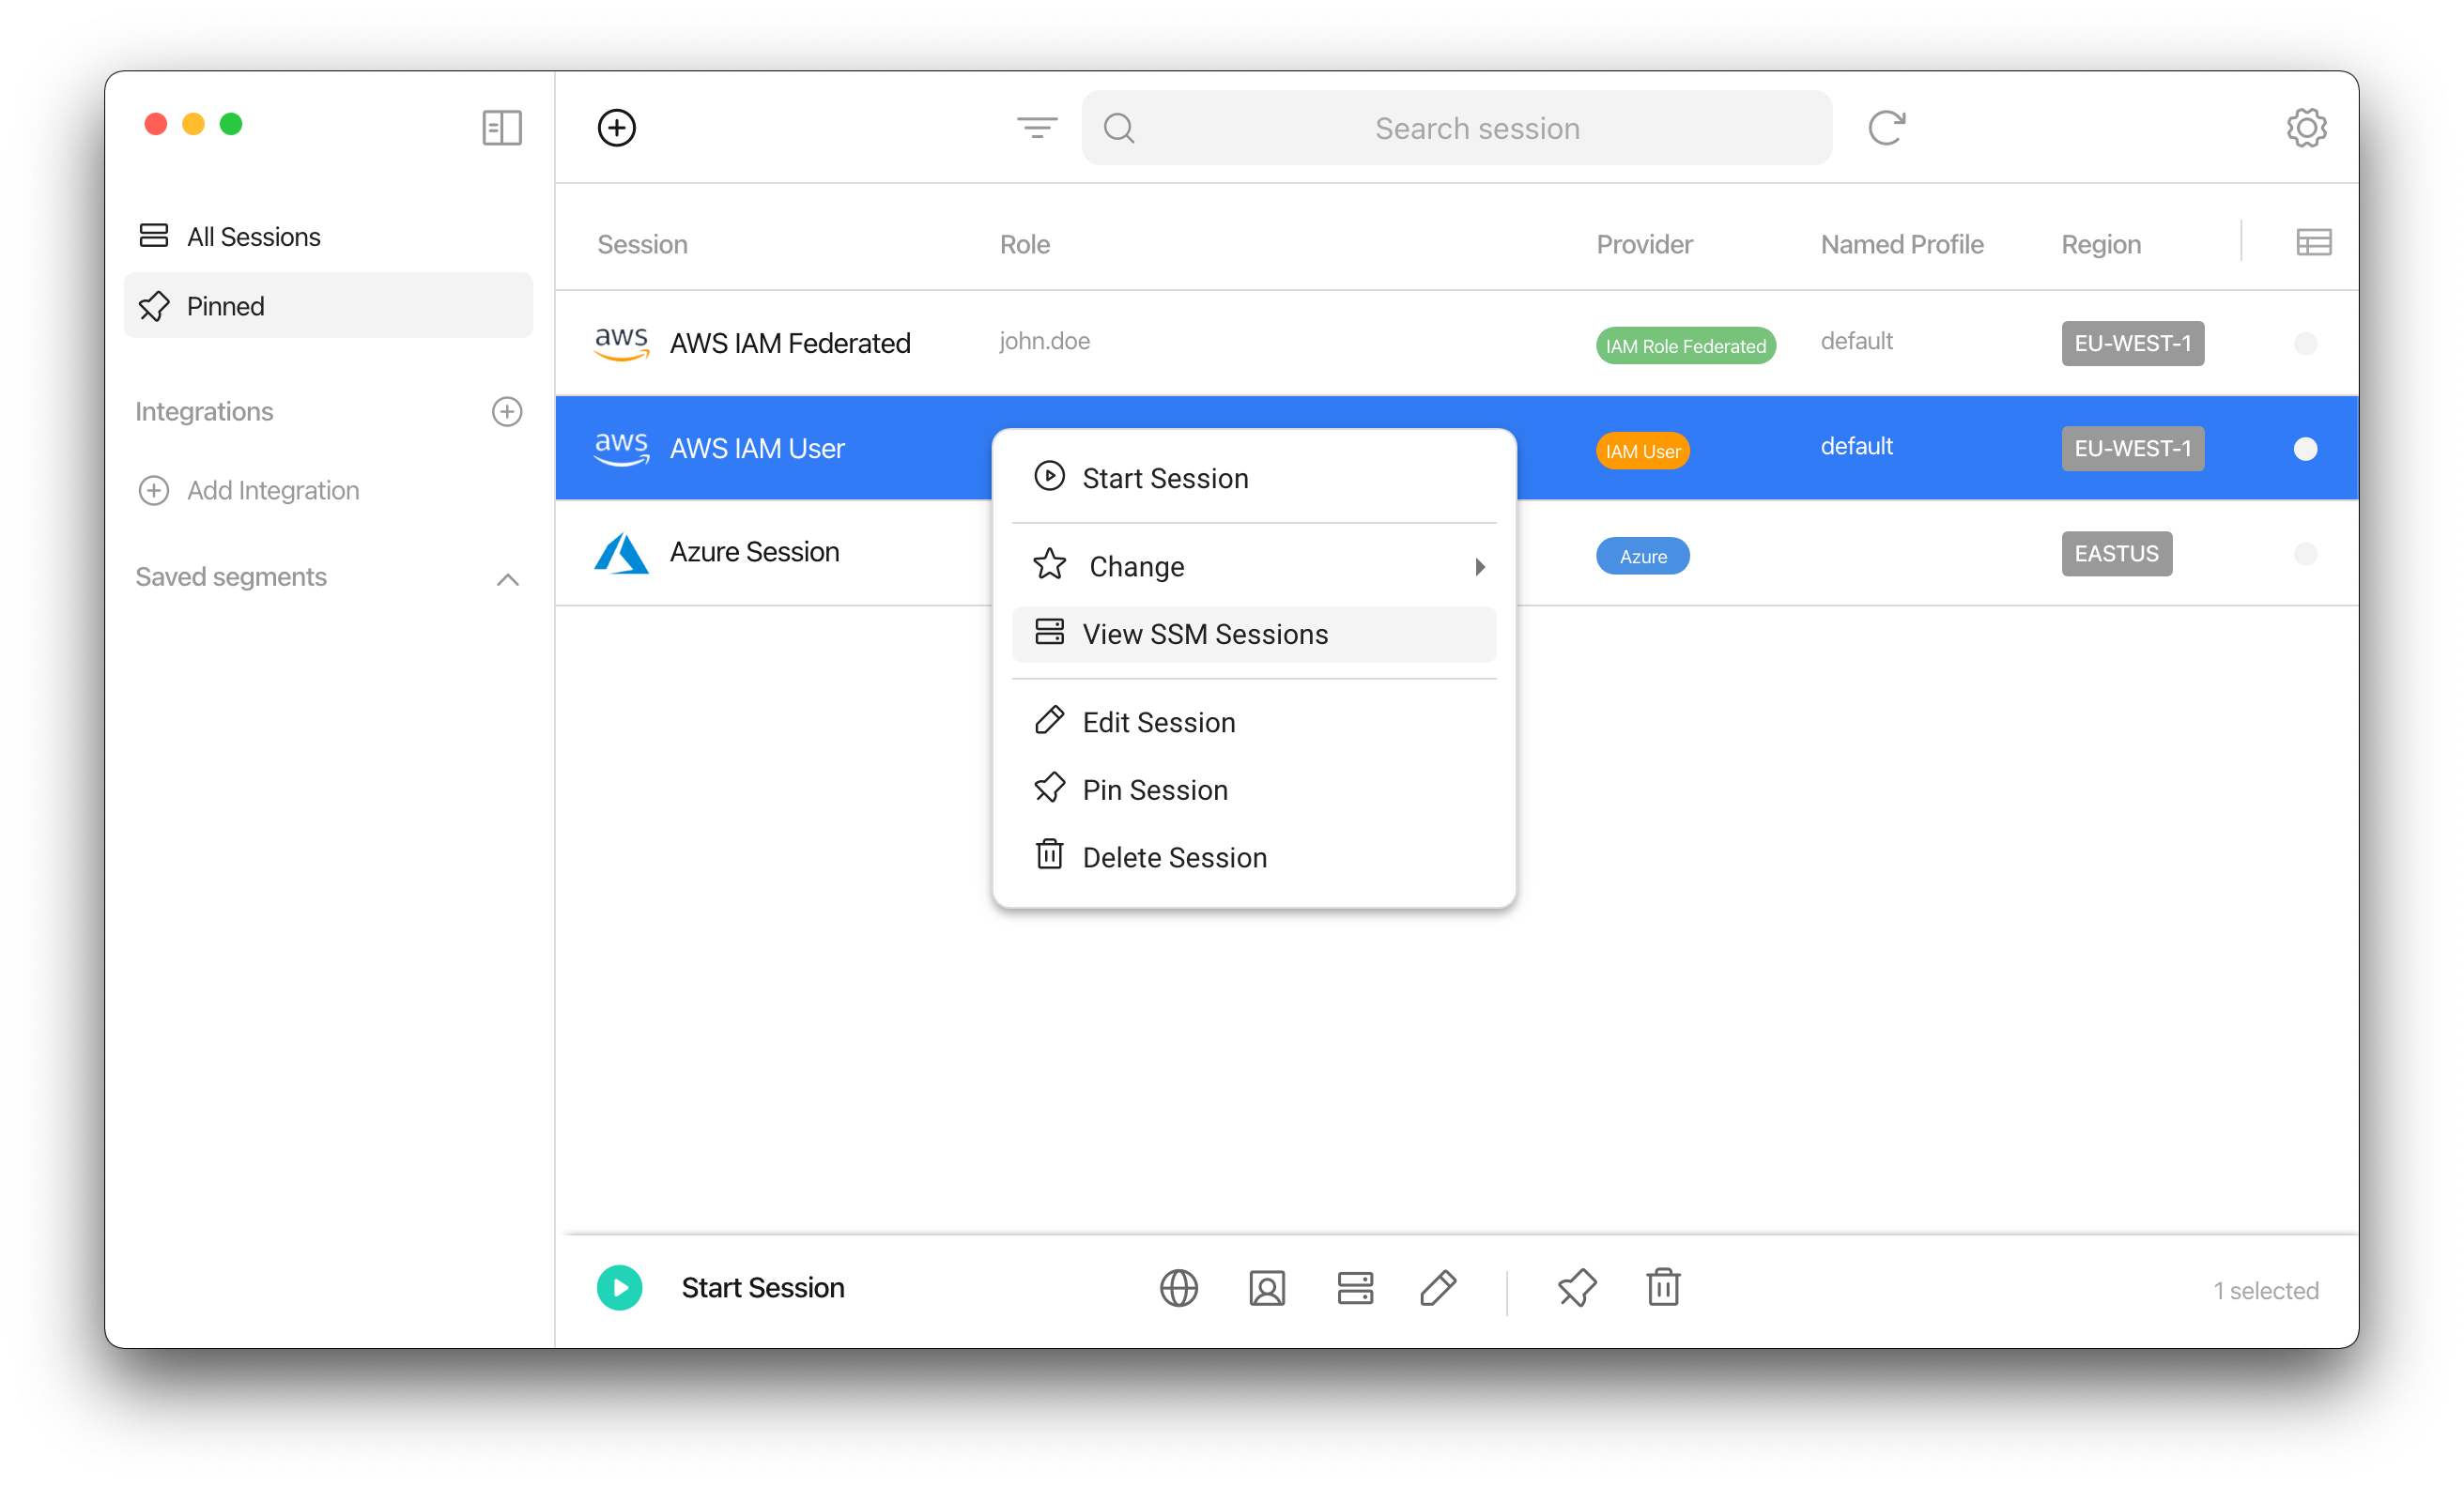 Search session
All Sessions
Pinned
Integrations
Add Integration
Saved segments
Session Role Provider Named Profile Region
aws AWS IAM Federated john.doe IAM Role Federated default EU-WEST-1
aws AWS IAM User IAM User default EU-WEST-1
Azure Session Azure EASTUS
Start Session
Change
View SSM Sessions
Edit Session
Pin Session
Delete Session
Start Session 1 selected